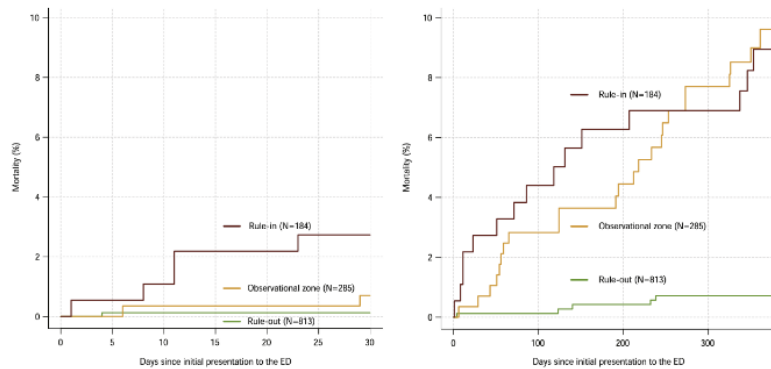 10
8
6
4
2
0
Mortality (%)
Rule-in (N=184)
Observational zone (N=285)
Rule-out (N=813)
0 5 10 15 20 25 30
Days since initial presentation to the ED
10
8
6
4
2
0
Mortality (%)
Rule-in (N=184)
Observational zone (N=285)
Rule-out (N=813)
0 100 200 300
Days since initial presentation to the ED